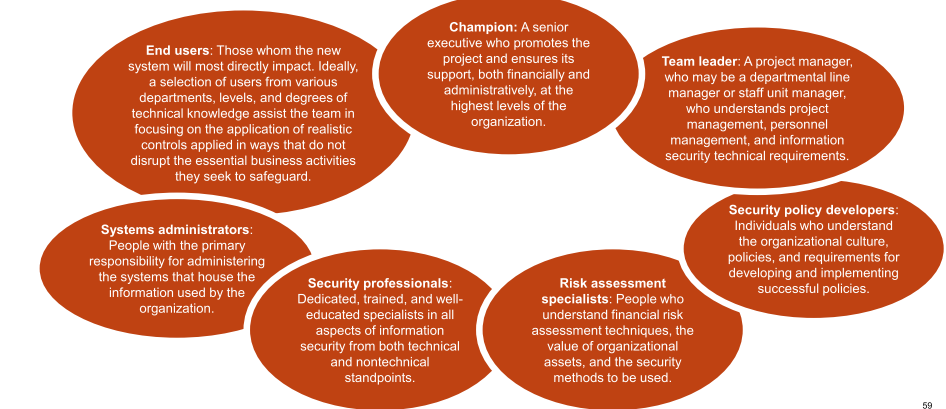 Champion: A senior
executive who promotes the
project and ensures its
support, both financially and
administratively, at the
highest levels of the
organization.
Team leader: A project manager,
who may be a departmental line
manager or staff unit manager,
who understands project
management, personnel
management, and information
security technical requirements.
Security policy developers:
Individuals who understand
the organizational culture,
policies, and requirements for
developing and implementing
successful policies.
Risk assessment
specialists: People who
understand financial risk
assessment techniques, the
value of organizational
assets, and the security
methods to be used.
Security professionals:
Dedicated, trained, and well-
educated specialists in all
aspects of information
security from both technical
and nontechnical
standpoints.
Systems administrators:
People with the primary
responsibility for administering
the systems that house the
information used by the
organization.
End users: Those whom the new
system will most directly impact. Ideally,
a selection of users from various
departments, levels, and degrees of
technical knowledge assist the team in
focusing on the application of realistic
controls applied in ways that do not
disrupt the essential business activities
they seek to safeguard.
59